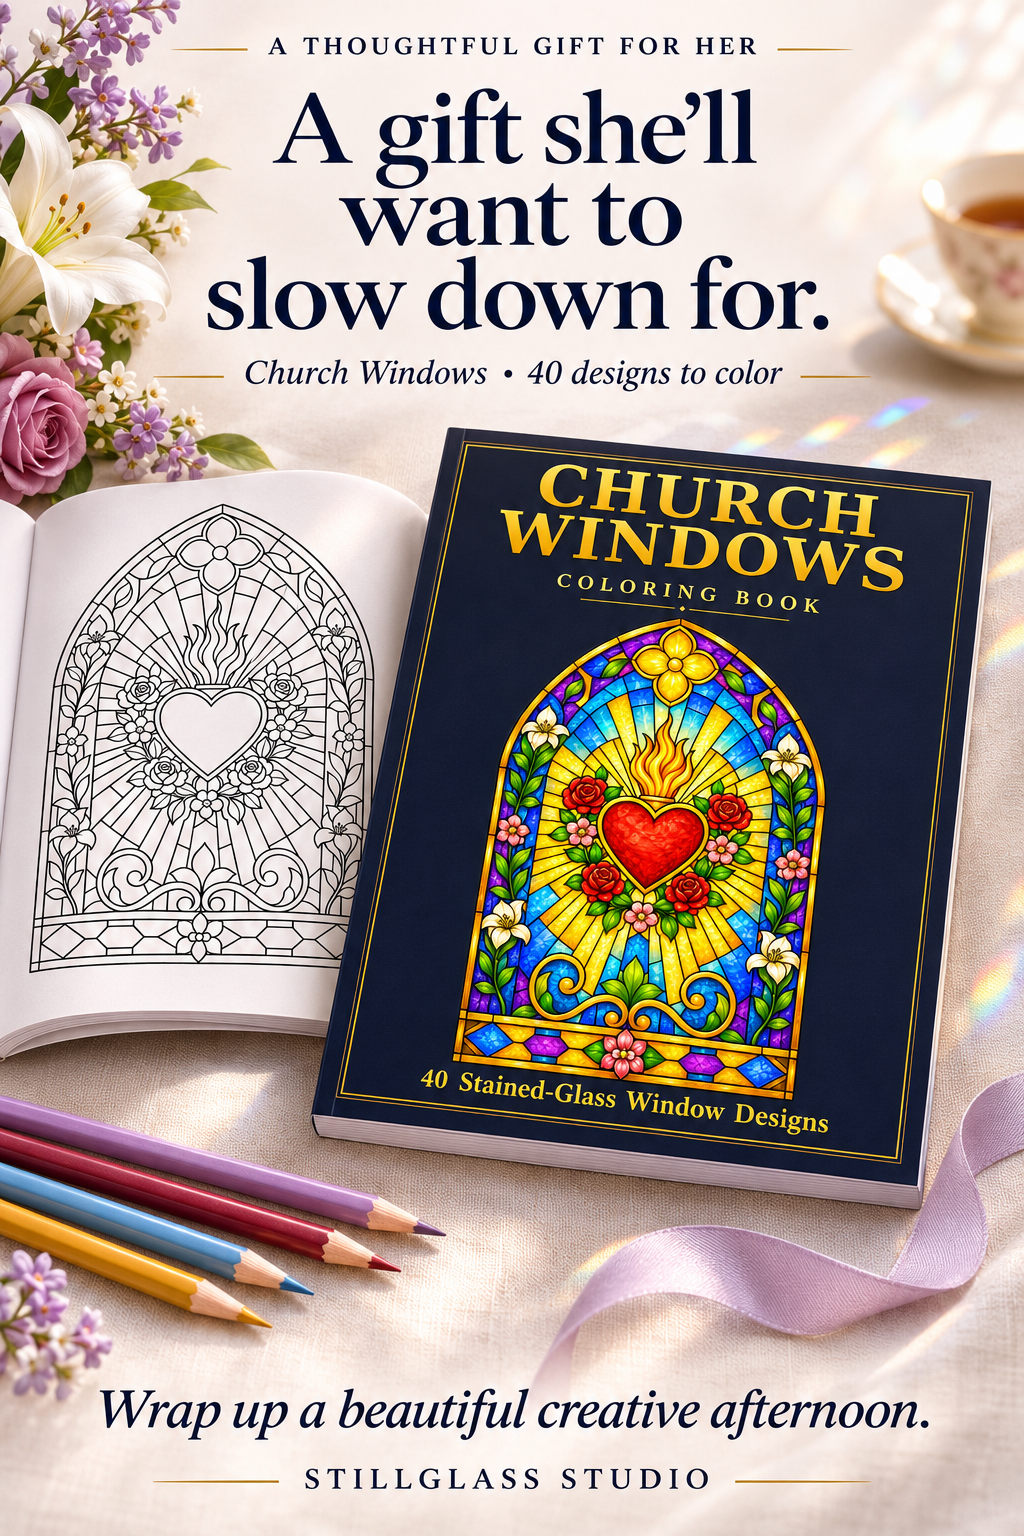 A THOUGHTFUL GIFT FOR HER
A gift she’ll
want to
slow down for.
Church Windows • 40 designs to color
CHURCH
WINDOWS
COLORING BOOK
40 Stained-Glass Window Designs
Wrap up a beautiful creative afternoon.
STILLGLASS STUDIO